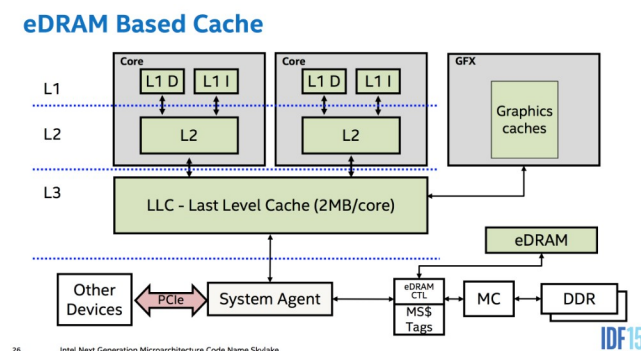 eDRAM Based Cache
Core
Core
GFX
L1
L1 D
L1 I
L1 D
L1 I
Graphics
caches
L2
L2
L2
L3
LLC - Last Level Cache (2MB/core)
eDRAM
Other
Devices
PCIe
System Agent
eDRAM
CTL
MS$
Tags
MC
DDR
26 Intel Next Generation Microarchitecture Code Name Skylake
IDF15